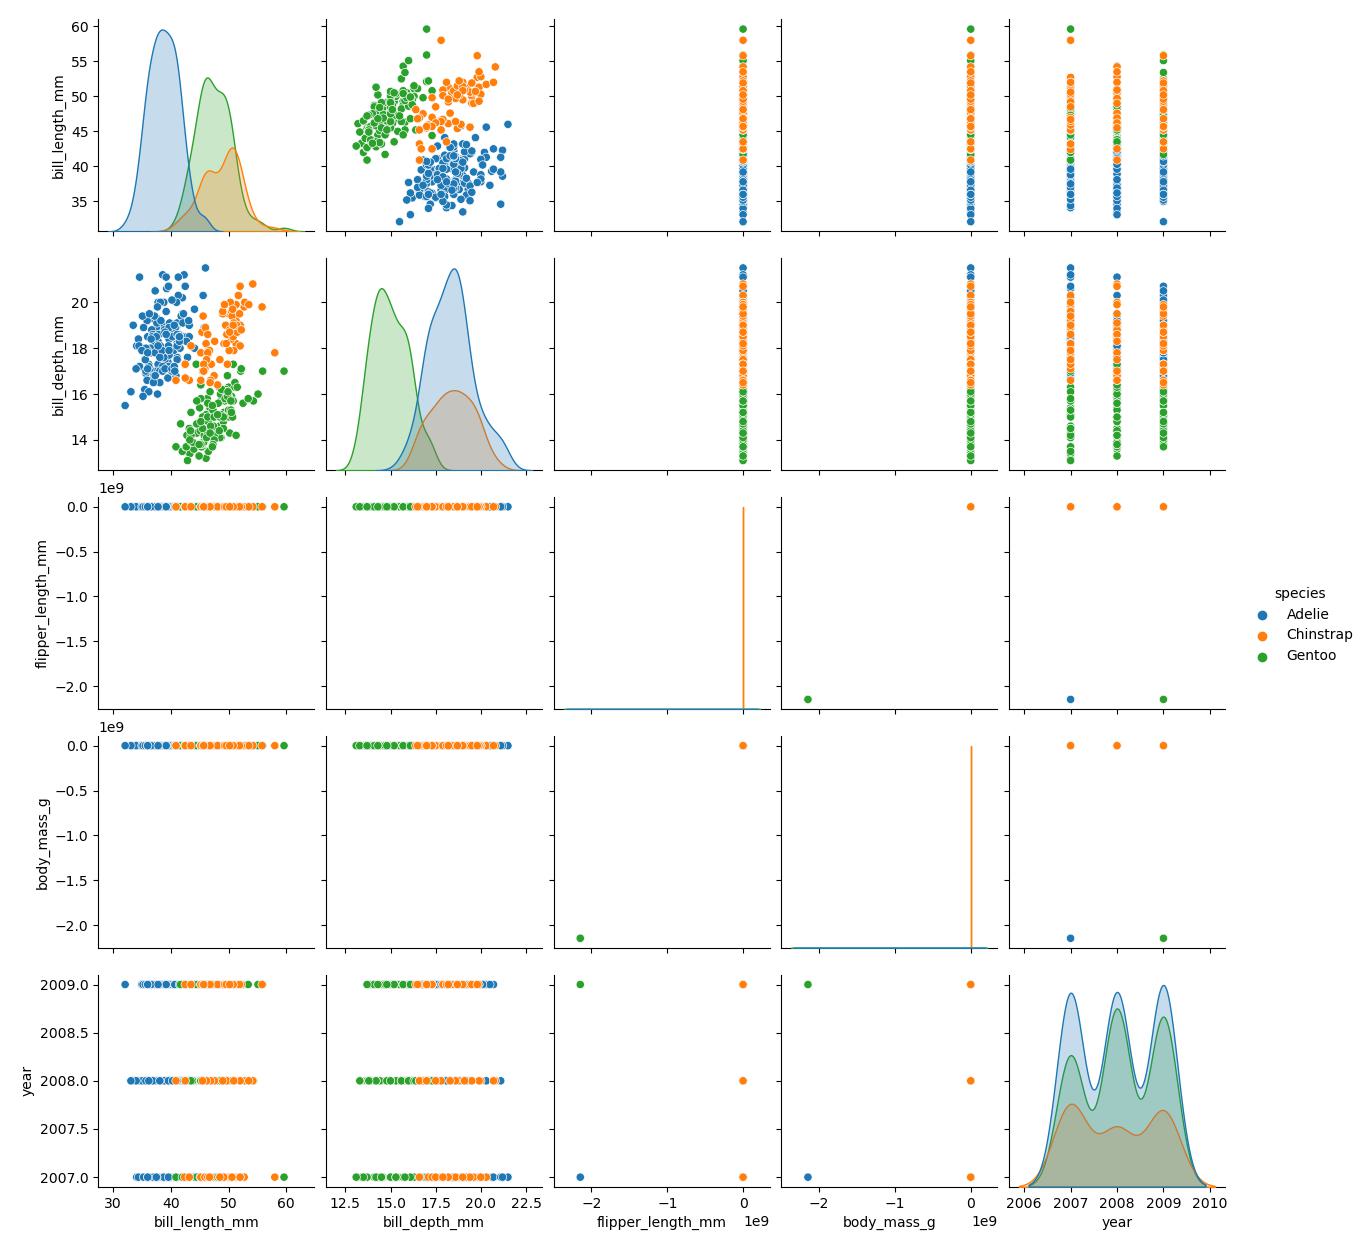 60
55
50
45
40
35
bill_length_mm
20
18
16
14
bill_depth_mm
1e9
0.0
−0.5
−1.0
−1.5
−2.0
flipper_length_mm
species
Adelie
Chinstrap
Gentoo
1e9
0.0
−0.5
−1.0
−1.5
−2.0
body_mass_g
2009.0
2008.5
2008.0
2007.5
2007.0
year
30 40 50 60
bill_length_mm
12.5 15.0 17.5 20.0 22.5
bill_depth_mm
−2 −1 0
1e9
flipper_length_mm
−2 −1 0
1e9
body_mass_g
2006 2007 2008 2009 2010
year